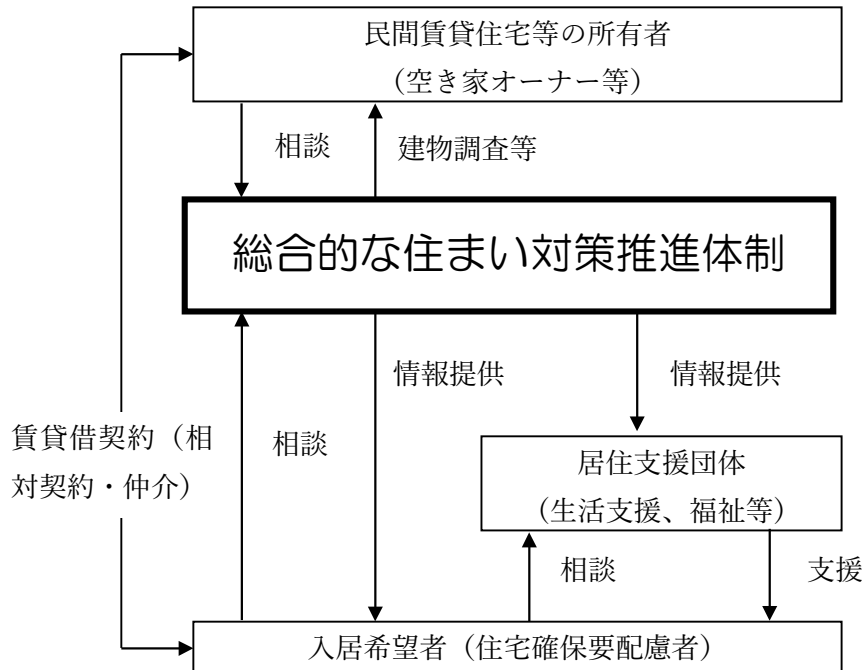 民間賃貸住宅等の所有者
（空き家オーナー等）
相談
建物調査等
総合的な住まい対策推進体制
情報提供
情報提供
賃貸借契約（相
対契約・仲介）
相談
居住支援団体
（生活支援、福祉等）
相談
支援
入居希望者（住宅確保要配慮者）